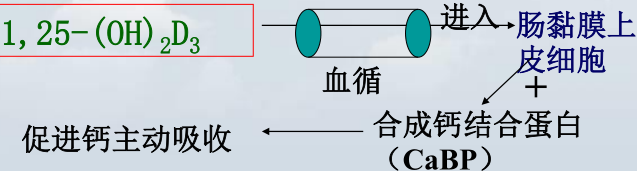 1,25-(OH)₂D₃
进入
肠黏膜上
皮细胞
血循
+
合成钙结合蛋白
（CaBP）
促进钙主动吸收